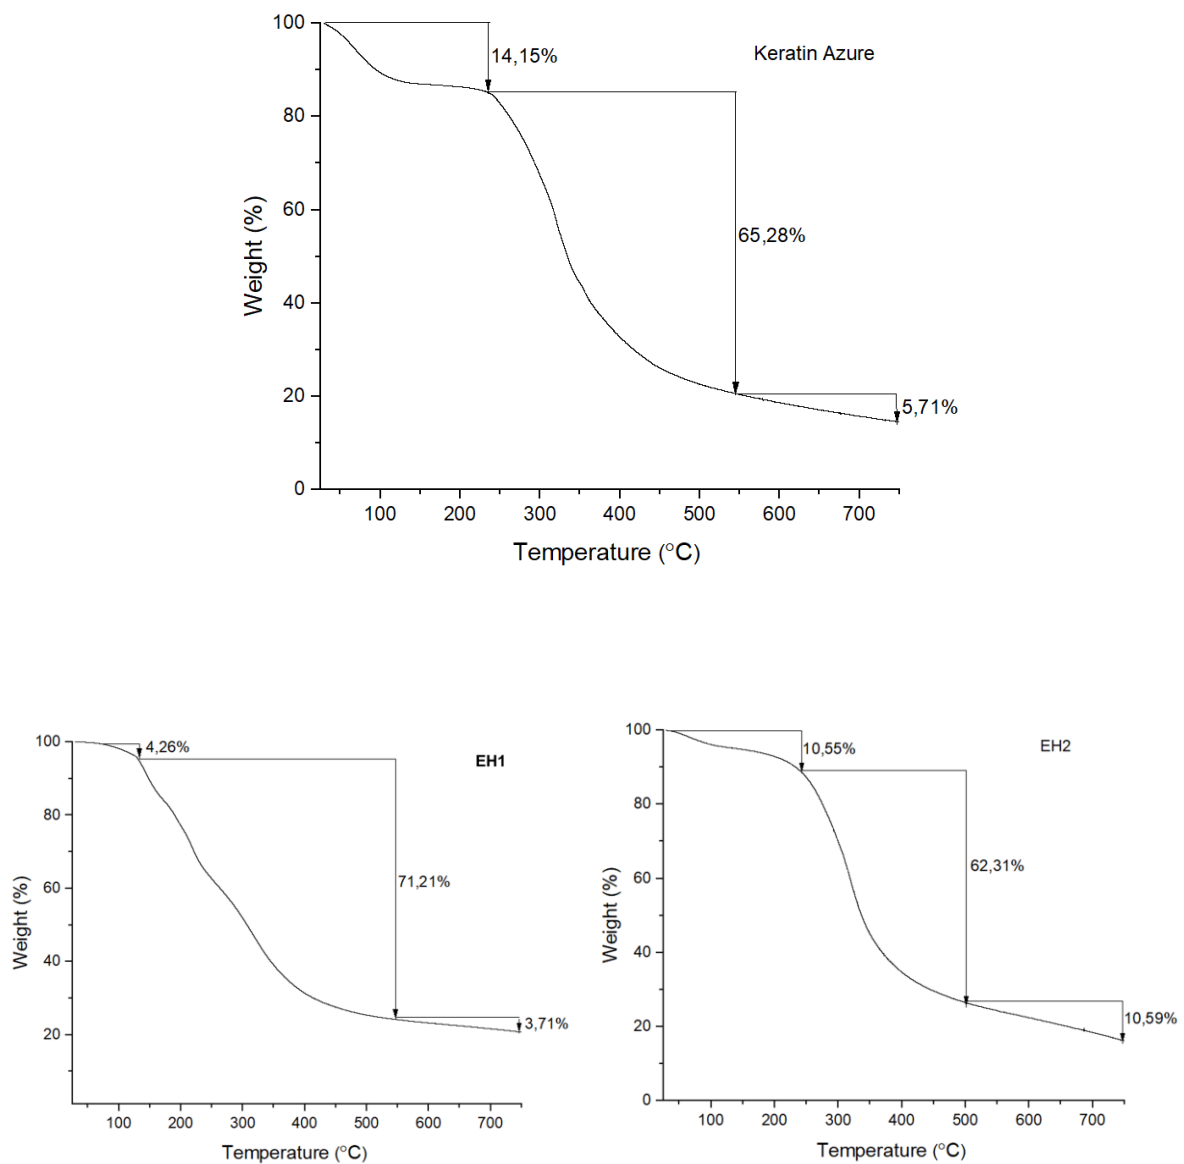 Keratin Azure
Weight (%)
100
80
60
40
20
0
14,15%
65,28%
5,71%
100 200 300 400 500 600 700
Temperature (°C)
EH1
Weight (%)
100
80
60
40
20
4,26%
71,21%
3,71%
100 200 300 400 500 600 700
Temperature (°C)
EH2
Weight (%)
100
80
60
40
20
0
10,55%
62,31%
10,59%
100 200 300 400 500 600 700
Temperature (°C)